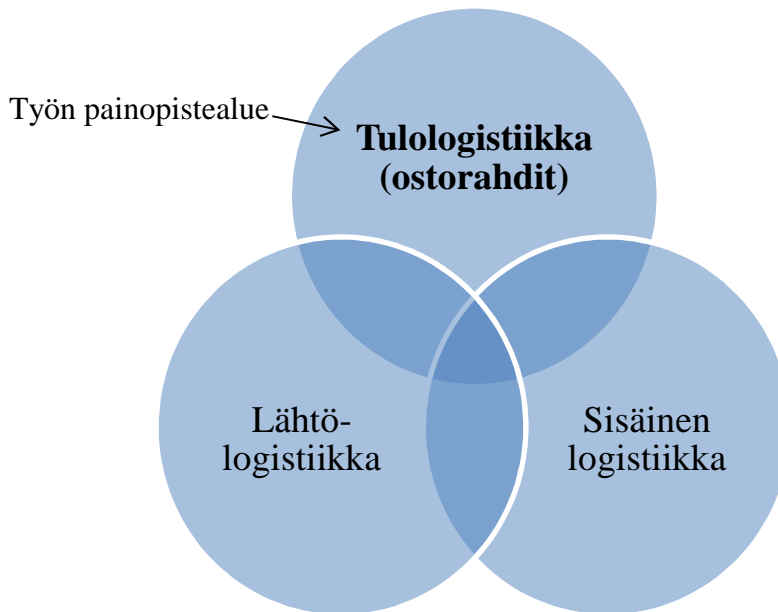 Työn painopistealue
Tulologistiikka
(ostorahdit)
Lähtö-
logistiikka
Sisäinen
logistiikka